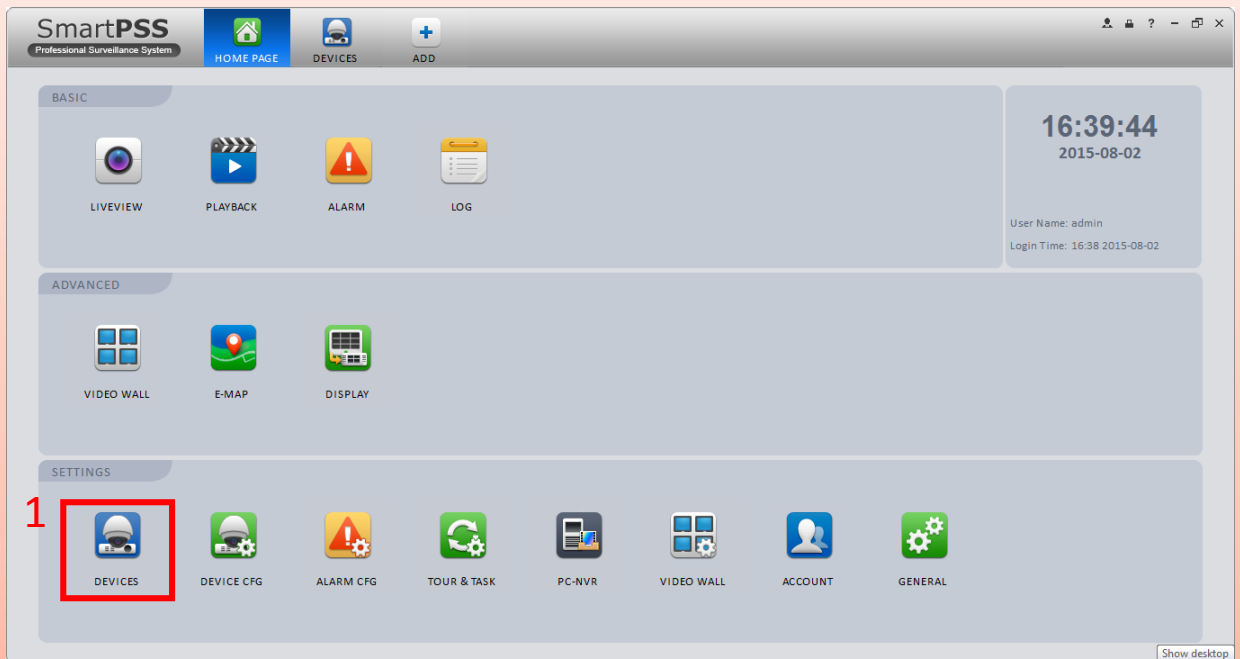 SmartPSS
Professional Surveillance System
HOME PAGE
DEVICES
ADD
?
BASIC
LIVEVIEW
PLAYBACK
ALARM
LOG
16:39:44
2015-08-02
User Name: admin
Login Time: 16:38 2015-08-02
ADVANCED
VIDEO WALL
E-MAP
DISPLAY
SETTINGS
1
DEVICES
DEVICE CFG
ALARM CFG
TOUR & TASK
PC-NVR
VIDEO WALL
ACCOUNT
GENERAL
Show desktop